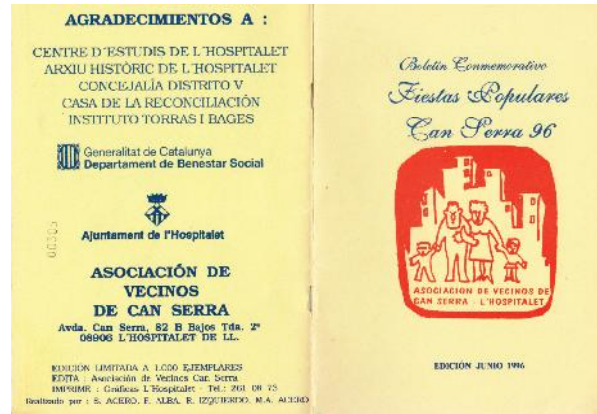 AGRADECIMIENTOS A :
CENTRE D'ESTUDIS DE L'HOSPITALET
ARXIU HISTÒRIC DE L'HOSPITALET
CONCEJALÍA DISTRITO V
CASA DE LA RECONCILIACIÓN
INSTITUTO TORRAS I BAGES
Generalitat de Catalunya
Departament de Benestar Social
Ajuntament de l'Hospitalet
ASOCIACIÓN DE
VECINOS
DE CAN SERRA
Avda. Can Serra, 82 B Bajos Tda. 2ª
08906 L'HOSPITALET DE LL.
EDICIÓN LIMITADA A 1.000 EJEMPLARES
EDITA : Asociación de Vecinos Can Serra
IMPRIME : Gráficas L'Hospitalet - Tel.: 261 08 73
Realizado por : S. ACERO, F. ALBA, R. IZQUIERDO, M.A. ACERO
Boletín Conmemorativo
Fiestas Populares
Can Serra 96
ASOCIACION DE VECINOS DE
CAN SERRA - L'HOSPITALET
EDICIÓN JUNIO 1996